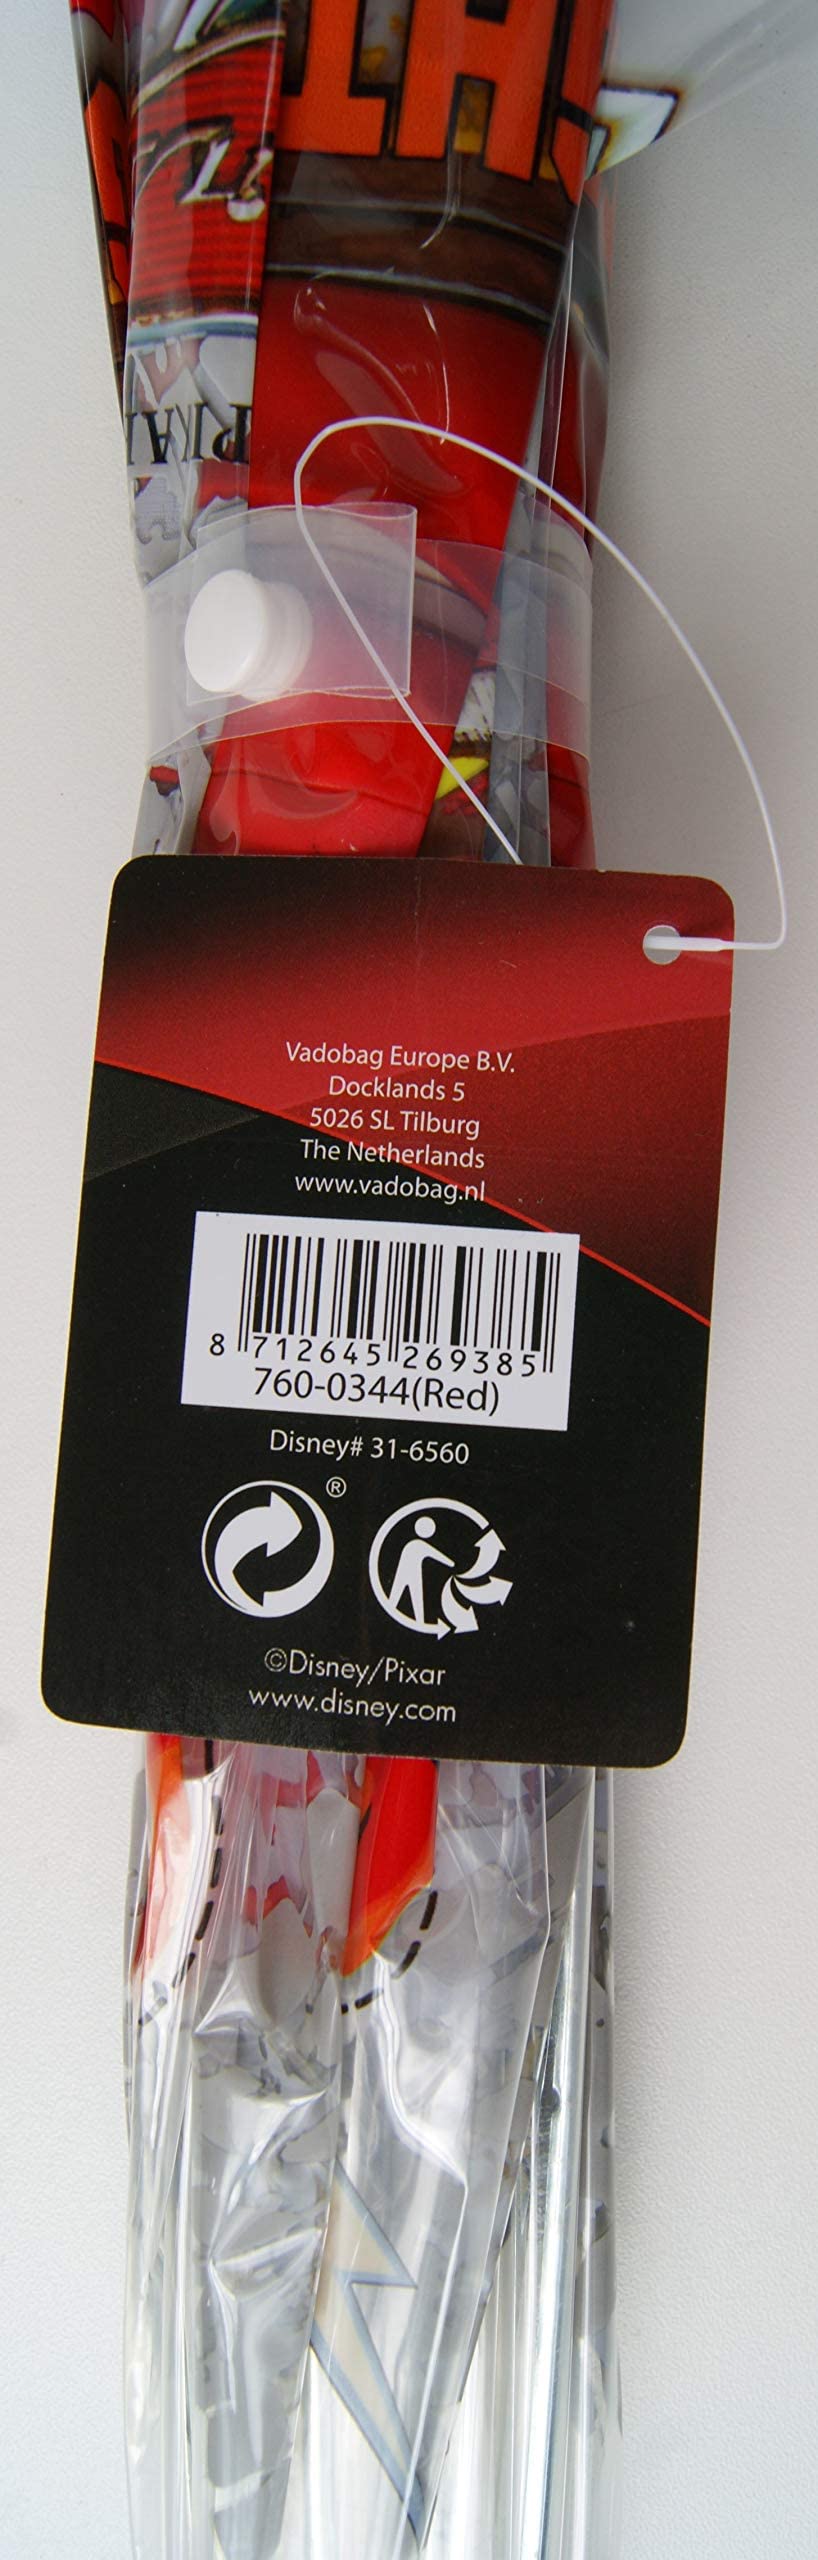 Vadobag Europe B.V.
Docklands 5
5026 SL Tilburg
The Netherlands
www.vadobag.nl
8 712645 269385
760-0344(Red)
Disney# 31-6560
®
©Disney/Pixar
www.disney.com